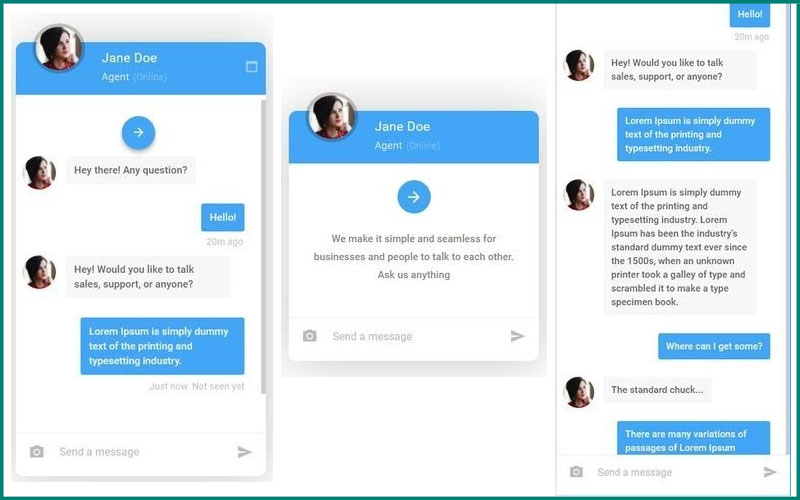 Jane Doe
Agent (Online)
Hey there! Any question?
Hello!
20m ago
Hey! Would you like to talk
sales, support, or anyone?
Lorem Ipsum is simply dummy
text of the printing and
typesetting industry.
Just now. Not seen yet
Send a message
Jane Doe
Agent (Online)
We make it simple and seamless for
businesses and people to talk to each other.
Ask us anything
Send a message
Hello!
20m ago
Hey! Would you like to talk
sales, support, or anyone?
Lorem Ipsum is simply dummy
text of the printing and
typesetting industry.
Lorem Ipsum is simply dummy
text of the printing and
typesetting industry. Lorem
Ipsum has been the industry's
standard dummy text ever since
the 1500s, when an unknown
printer took a galley of type and
scrambled it to make a type
specimen book.
Where can I get some?
The standard chuck...
There are many variations of
passages of Lorem Ipsum
Send a message